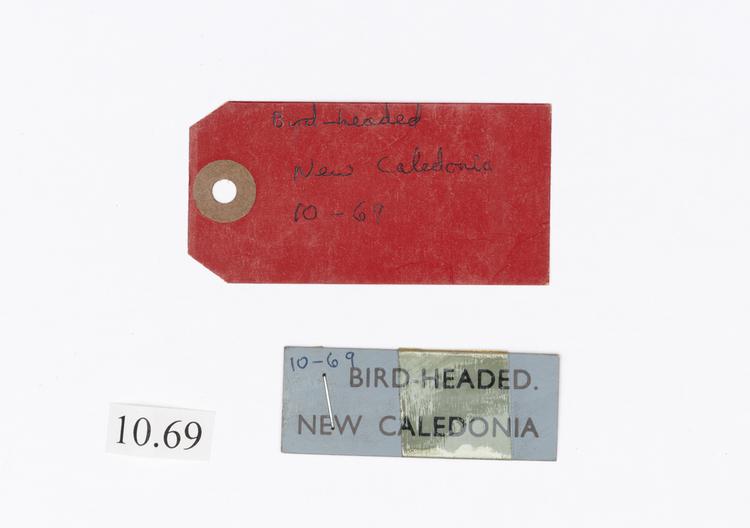 Bird-headed
New Caledonia
10-69
10-69
BIRD-HEADED.
NEW CALEDONIA
10.69